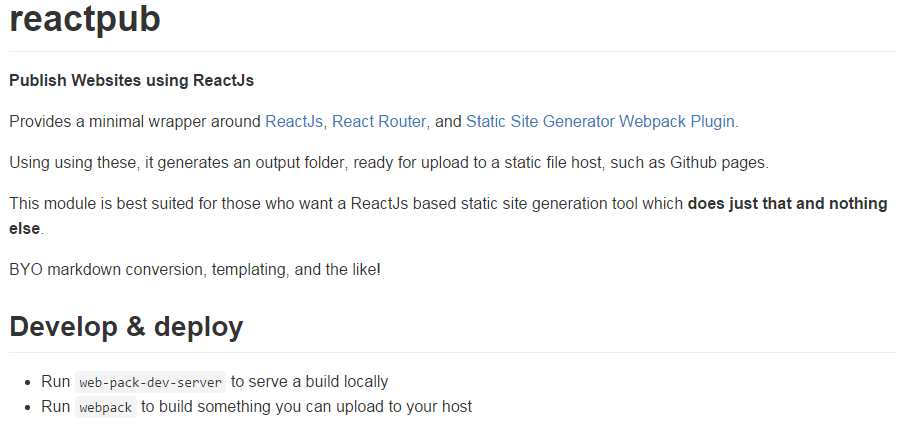 reactpub
Publish Websites using ReactJs
Provides a minimal wrapper around ReactJs, React Router, and Static Site Generator Webpack Plugin.
Using using these, it generates an output folder, ready for upload to a static file host, such as Github pages.
This module is best suited for those who want a ReactJs based static site generation tool which does just that and nothing
else.
BYO markdown conversion, templating, and the like!
Develop & deploy
• Run web-pack-dev-server to serve a build locally
• Run webpack to build something you can upload to your host